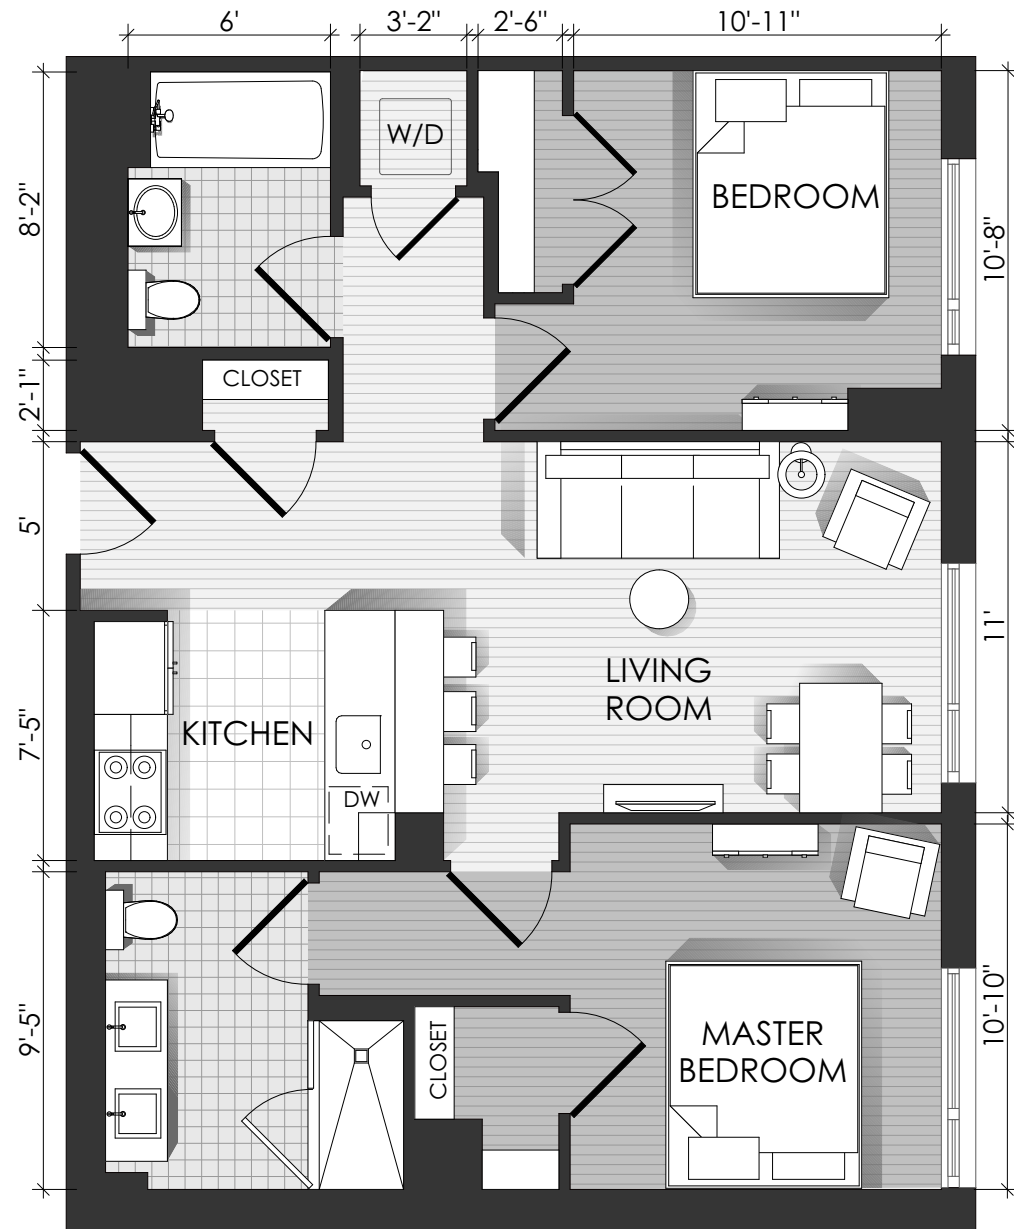 6'
3'-2"
2'-6"
10'-11"
W/D
BEDROOM
8'-2"
10'-8"
CLOSET
2'-1"
5'
11'
LIVING
ROOM
KITCHEN
7'-5"
DW
9'-5"
CLOSET
MASTER
BEDROOM
10'-10"